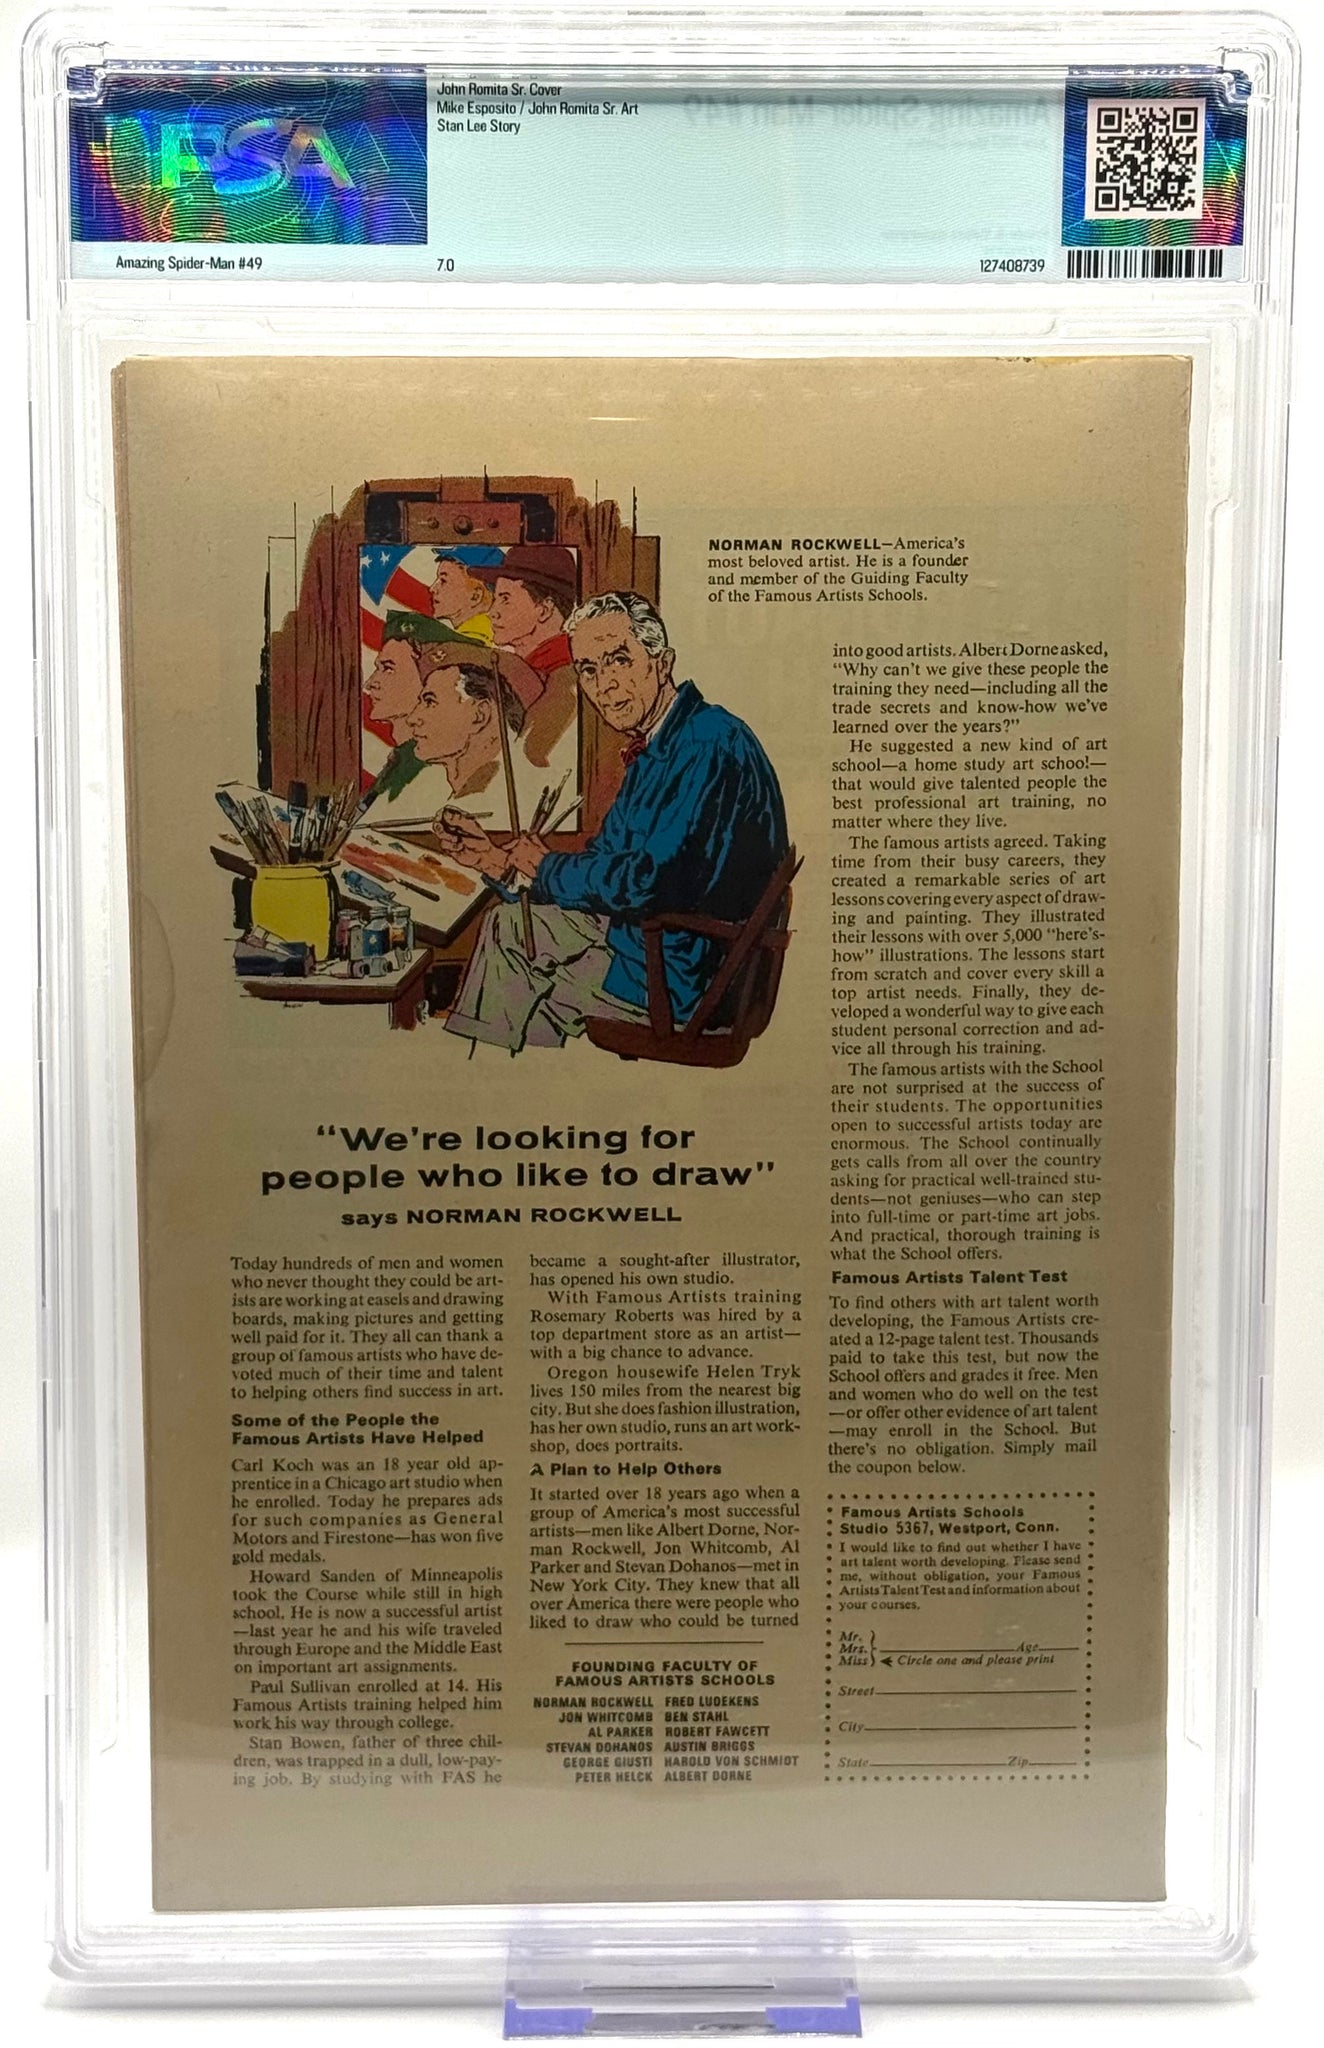 PSA
John Romita Sr. Cover
Mike Esposito / John Romita Sr. Art
Stan Lee Story
Amazing Spider-Man #49
7.0
127408739
NORMAN ROCKWELL—America's
most beloved artist. He is a founder
and member of the Guiding Faculty
of the Famous Artists Schools.
"We're looking for
people who like to draw"
says NORMAN ROCKWELL
Today hundreds of men and women
who never thought they could be art-
ists are working at easels and drawing
boards, making pictures and getting
well paid for it. They all can thank a
group of famous artists who have de-
voted much of their time and talent
to helping others find success in art.
Some of the People the
Famous Artists Have Helped
Carl Koch was an 18 year old ap-
prentice in a Chicago art studio when
he enrolled. Today he prepares ads
for such companies as General
Motors and Firestone—has won five
gold medals.
Howard Sanden of Minneapolis
took the Course while still in high
school. He is now a successful artist
—last year he and his wife traveled
through Europe and the Middle East
on important art assignments.
Paul Sullivan enrolled at 14. His
Famous Artists training helped him
work his way through college.
Stan Bowen, father of three chil-
dren, was trapped in a dull, low-pay-
ing job. By studying with FAS he
became a sought-after illustrator,
has opened his own studio.
With Famous Artists training
Rosemary Roberts was hired by a
top department store as an artist—
with a big chance to advance.
Oregon housewife Helen Tryk
lives 150 miles from the nearest big
city. But she does fashion illustration,
has her own studio, runs an art work-
shop, does portraits.
A Plan to Help Others
It started over 18 years ago when a
group of America's most successful
artists—men like Albert Dorne, Nor-
man Rockwell, Jon Whitcomb, Al
Parker and Stevan Dohanos—met in
New York City. They knew that all
over America there were people who
liked to draw who could be turned
FOUNDING FACULTY OF
FAMOUS ARTISTS SCHOOLS
NORMAN ROCKWELL FRED LUDEKENS
JON WHITCOMB BEN STAHL
AL PARKER ROBERT FAWCETT
STEVAN DOHANOS AUSTIN BRIGGS
GEORGE GIUSTI HAROLD VON SCHMIDT
PETER HELCK ALBERT DORNE
into good artists. Albert Dorne asked,
"Why can't we give these people the
training they need—including all the
trade secrets and know-how we've
learned over the years?"
He suggested a new kind of art
school—a home study art school—
that would give talented people the
best professional art training, no
matter where they live.
The famous artists agreed. Taking
time from their busy careers, they
created a remarkable series of art
lessons covering every aspect of draw-
ing and painting. They illustrated
their lessons with over 5,000 "here's-
how" illustrations. The lessons start
from scratch and cover every skill a
top artist needs. Finally, they de-
veloped a wonderful way to give each
student personal correction and ad-
vice all through his training.
The famous artists with the School
are not surprised at the success of
their students. The opportunities
open to successful artists today are
enormous. The School continually
gets calls from all over the country
asking for practical well-trained stu-
dents—not geniuses—who can step
into full-time or part-time art jobs.
And practical, thorough training is
what the School offers.
Famous Artists Talent Test
To find others with art talent worth
developing, the Famous Artists cre-
ated a 12-page talent test. Thousands
paid to take this test, but now the
School offers and grades it free. Men
and women who do well on the test
—or offer other evidence of art talent
—may enroll in the School. But
there's no obligation. Simply mail
the coupon below.
Famous Artists Schools
Studio 5367, Westport, Conn.
I would like to find out whether I have
art talent worth developing. Please send
me, without obligation, your Famous
Artists Talent Test and information about
your courses.
Mr.
Mrs. Age
Miss Circle one and please print
Street
City
State Zip